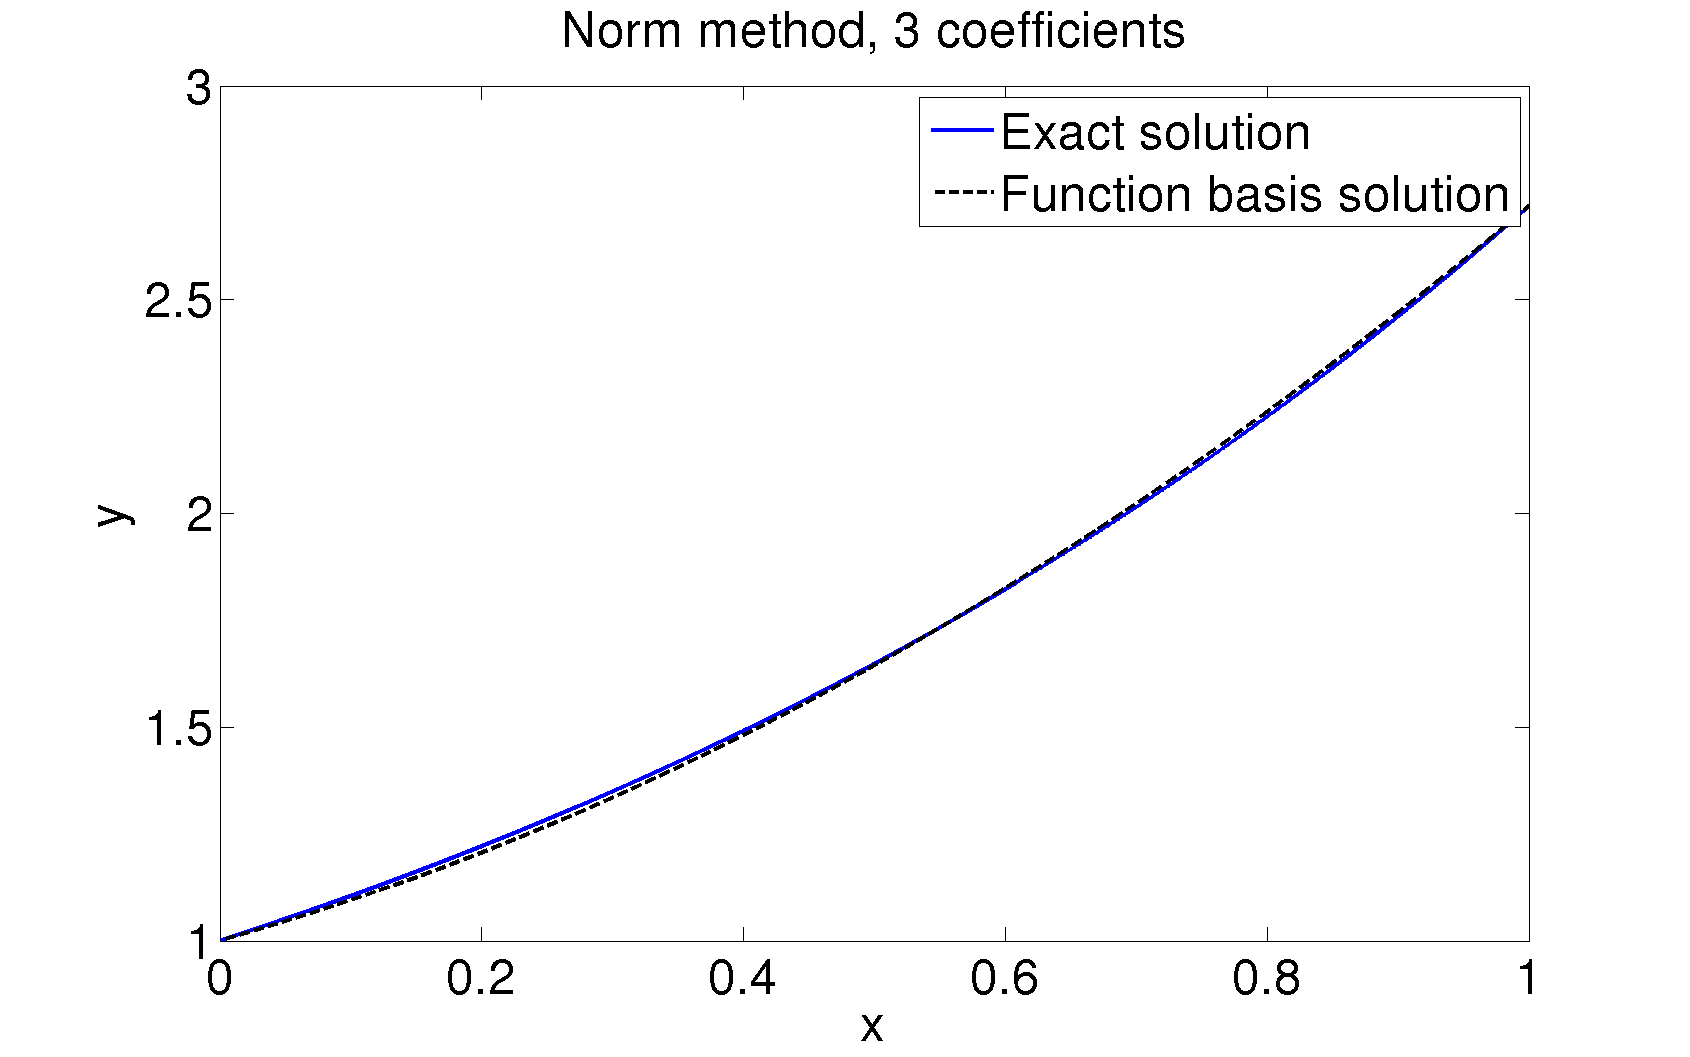 Norm method, 3 coefficients
3
Exact solution
Function basis solution
2.5
2
y
1.5
1
0 0.2 0.4 0.6 0.8 1
x